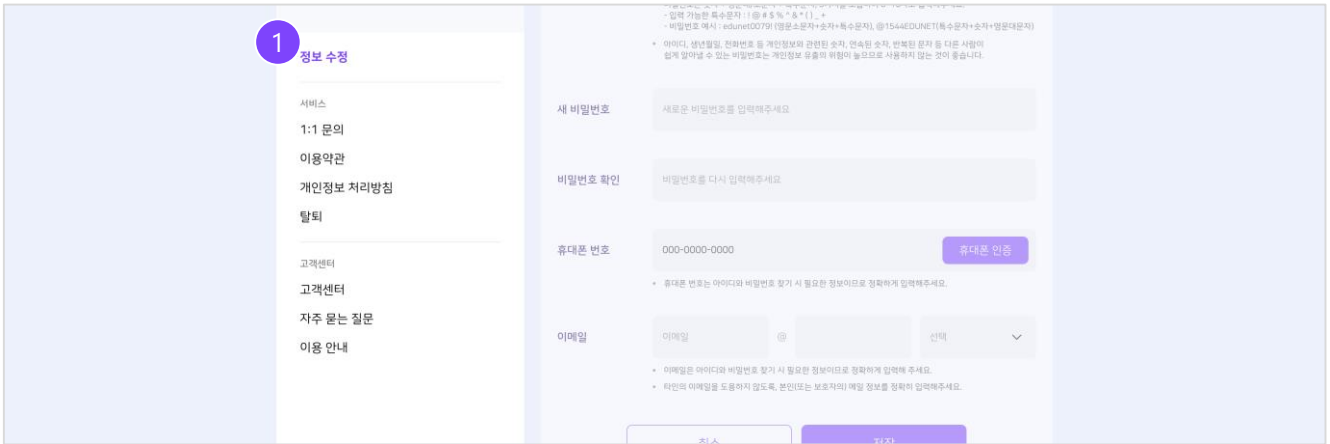 1
정보 수정
서비스
1:1 문의
이용약관
개인정보 처리방침
탈퇴
고객센터
고객센터
자주 묻는 질문
이용 안내
- 입력 가능한 특수문자 : ! @ # $ % ^ & * ( ) _ +
- 비밀번호 예시 : edunet0079! (영문소문자+숫자+특수문자), @1544EDUNET(특수문자+숫자+영문대문자)
• 아이디, 생년월일, 전화번호 등 개인정보와 관련된 숫자, 연속된 숫자, 반복된 문자 등 다른 사람이
쉽게 알아낼 수 있는 비밀번호는 개인정보 유출의 위험이 높으므로 사용하지 않는 것이 좋습니다.
새 비밀번호
새로운 비밀번호를 입력해주세요
비밀번호 확인
비밀번호를 다시 입력해주세요
휴대폰 번호
000-0000-0000
휴대폰 인증
• 휴대폰 번호는 아이디와 비밀번호 찾기 시 필요한 정보이므로 정확하게 입력해주세요.
이메일
이메일 @ 선택
• 이메일은 아이디와 비밀번호 찾기 시 필요한 정보이므로 정확하게 입력해 주세요.
• 타인의 이메일을 도용하지 않도록, 본인(또는 보호자의) 메일 정보를 정확히 입력해주세요.
취소
저장